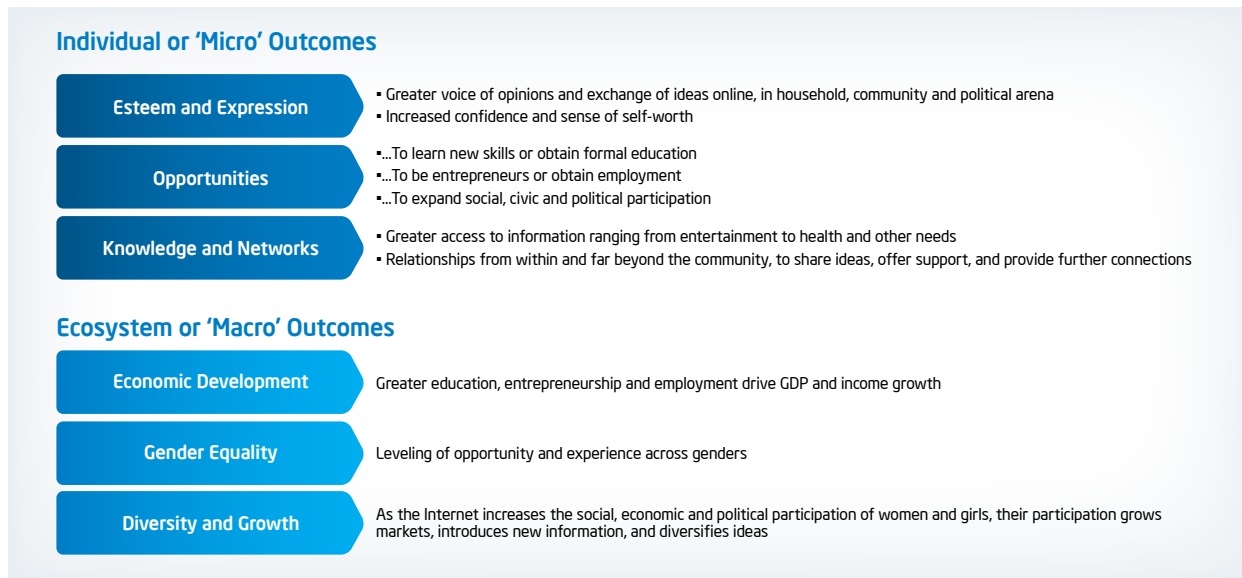 Individual or ‘Micro’ Outcomes
Esteem and Expression
▪ Greater voice of opinions and exchange of ideas online, in household, community and political arena
▪ Increased confidence and sense of self-worth
Opportunities
▪...To learn new skills or obtain formal education
▪...To be entrepreneurs or obtain employment
▪...To expand social, civic and political participation
Knowledge and Networks
▪ Greater access to information ranging from entertainment to health and other needs
▪ Relationships from within and far beyond the community, to share ideas, offer support, and provide further connections
Ecosystem or ‘Macro’ Outcomes
Economic Development
Greater education, entrepreneurship and employment drive GDP and income growth
Gender Equality
Leveling of opportunity and experience across genders
Diversity and Growth
As the Internet increases the social, economic and political participation of women and girls, their participation grows
markets, introduces new information, and diversifies ideas